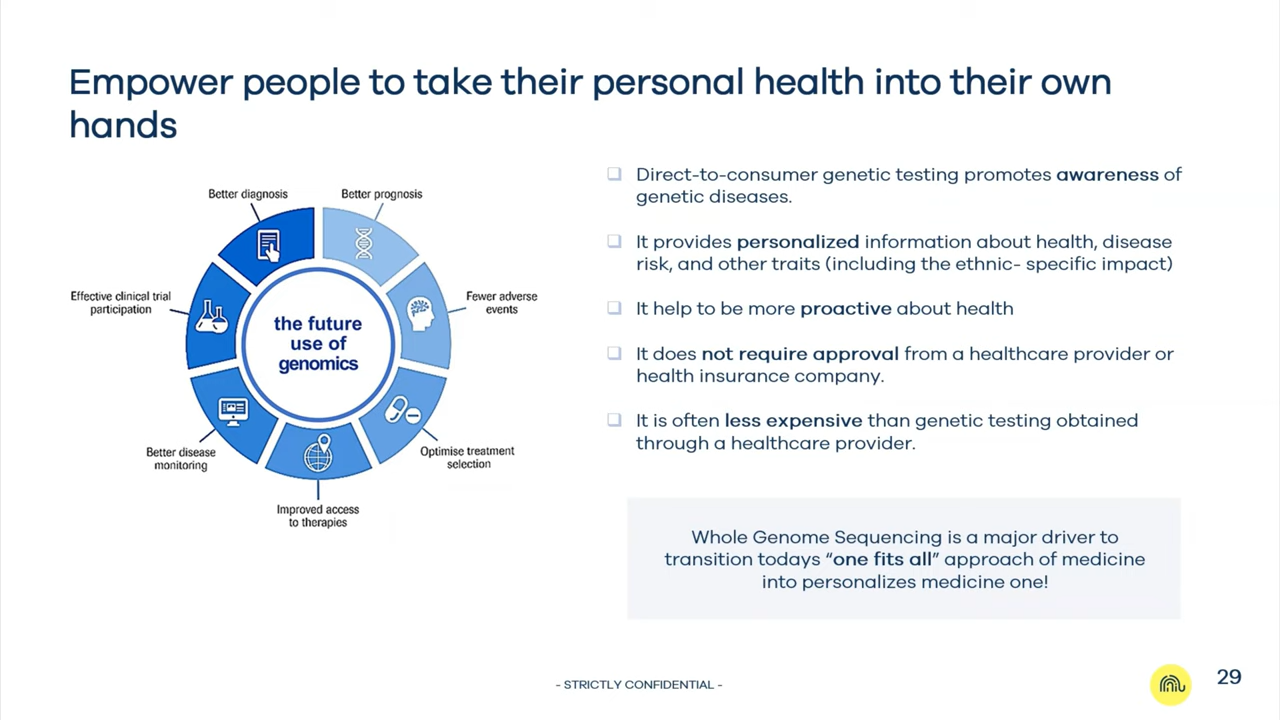 Empower people to take their personal health into their own
hands
Better diagnosis
Better prognosis
Effective clinical trial
participation
Fewer adverse
events
the future
use of
genomics
Better disease
monitoring
Optimise treatment
selection
Improved access
to therapies
Direct-to-consumer genetic testing promotes awareness of
genetic diseases.
It provides personalized information about health, disease
risk, and other traits (including the ethnic- specific impact)
It help to be more proactive about health
It does not require approval from a healthcare provider or
health insurance company.
It is often less expensive than genetic testing obtained
through a healthcare provider.
Whole Genome Sequencing is a major driver to
transition todays “one fits all” approach of medicine
into personalizes medicine one!
- STRICTLY CONFIDENTIAL -
29